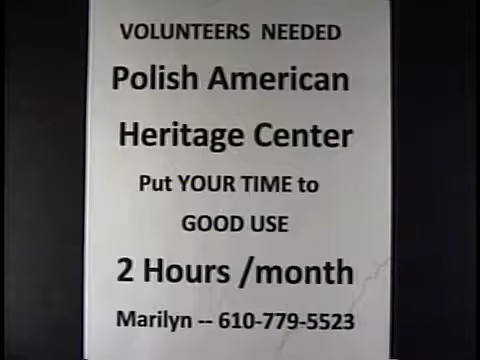 VOLUNTEERS NEEDED
Polish American
Heritage Center
Put YOUR TIME to
GOOD USE
2 Hours /month
Marilyn -- 610-779-5523